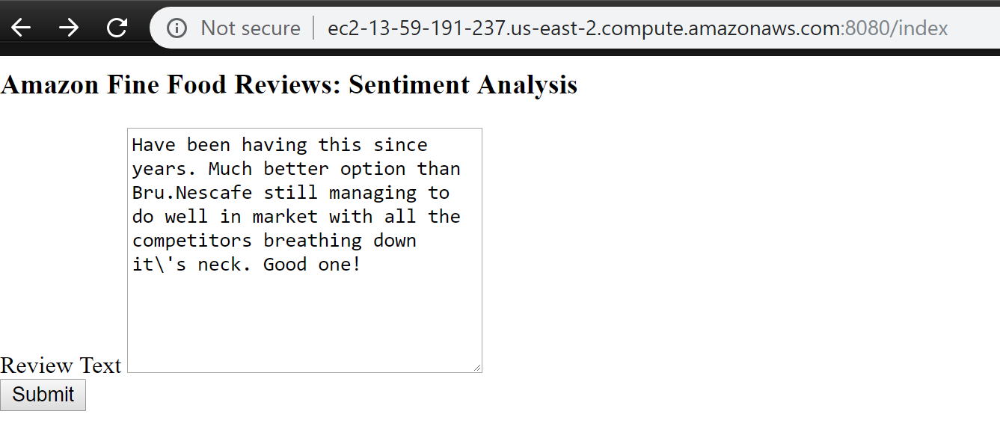 Not secure | ec2-13-59-191-237.us-east-2.compute.amazonaws.com:8080/index
Amazon Fine Food Reviews: Sentiment Analysis
Have been having this since
years. Much better option than
Bru.Nescafe still managing to
do well in market with all the
competitors breathing down
it\'s neck. Good one!
Review Text
Submit